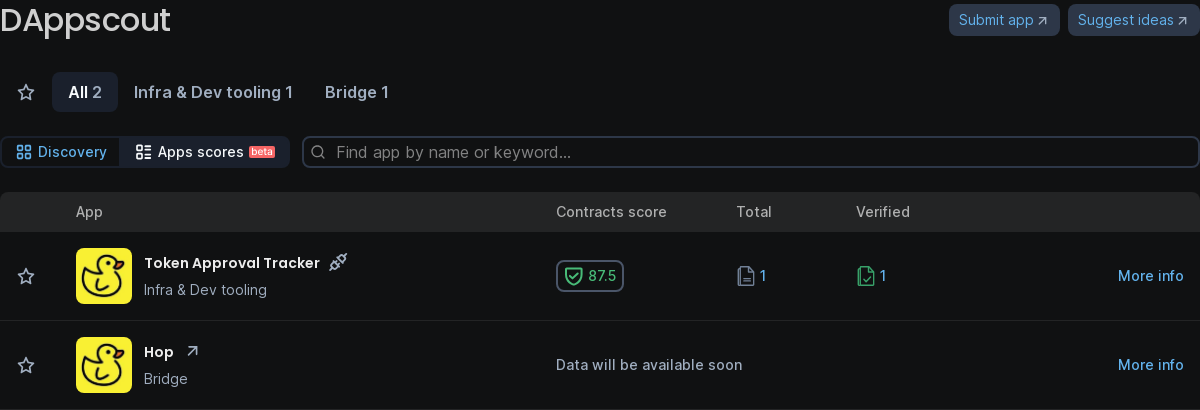 DAppscout
Submit app
Suggest ideas
All 2
Infra & Dev tooling 1
Bridge 1
Discovery
Apps scores beta
Find app by name or keyword...
App
Contracts score
Total
Verified
Token Approval Tracker
Infra & Dev tooling
87.5
1
1
More info
Hop
Bridge
Data will be available soon
More info